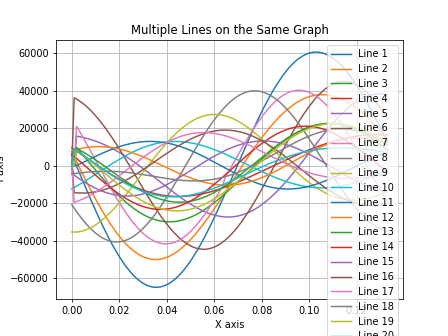 Multiple Lines on the Same Graph
60000
40000
20000
0
−20000
−40000
−60000
0.00 0.02 0.04 0.06 0.08 0.10
X axis
Line 1
Line 2
Line 3
Line 4
Line 5
Line 6
Line 7
Line 8
Line 9
Line 10
Line 11
Line 12
Line 13
Line 14
Line 15
Line 16
Line 17
Line 18
Line 19
Line 20